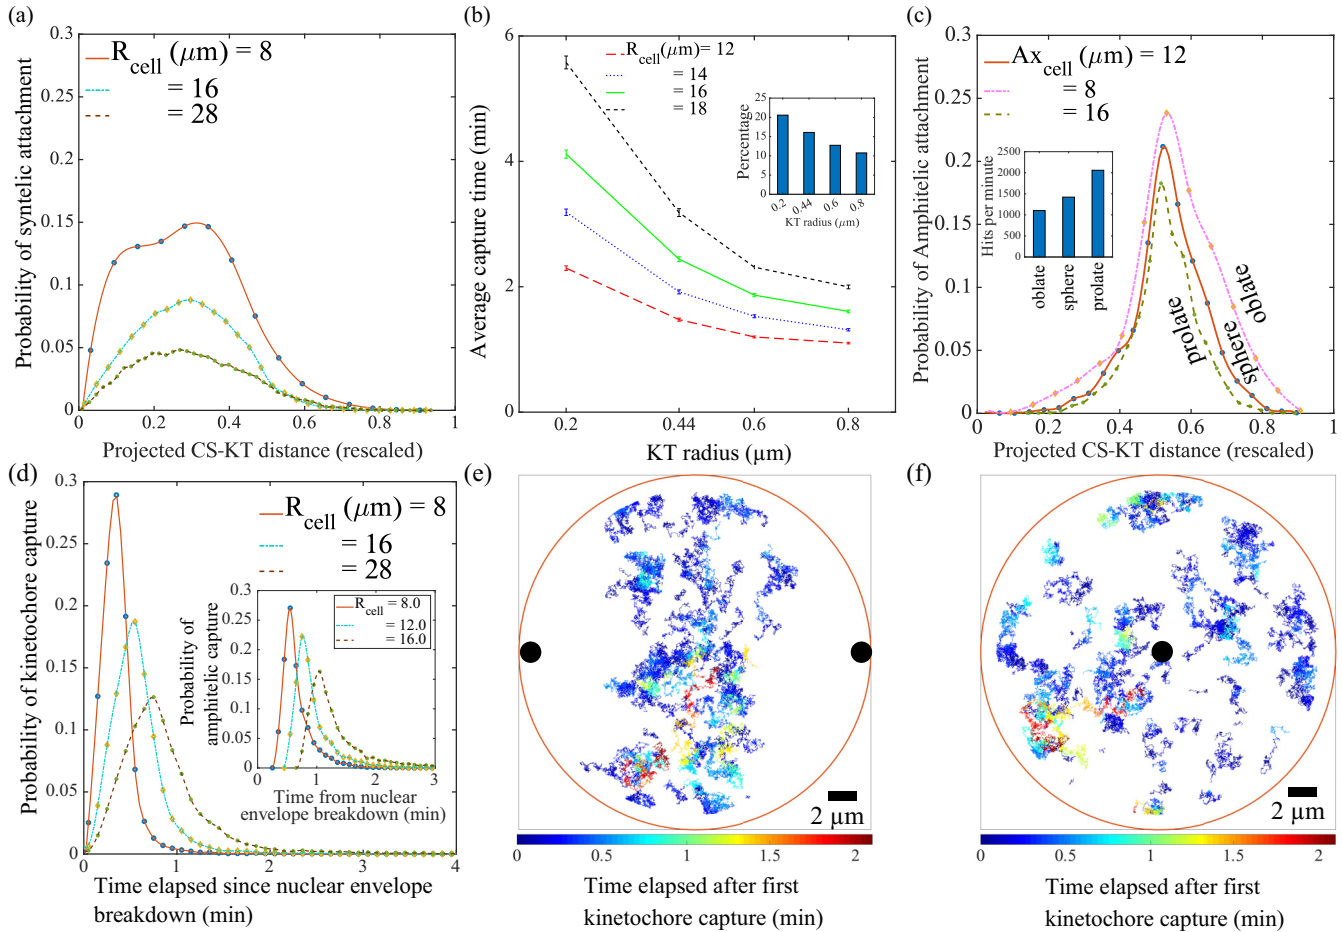 (a)
0.3
0.25
0.2
0.15
0.1
0.05
0
Probability of syntelic attachment
R_cell (μm) = 8
= 16
= 28
0 0.2 0.4 0.6 0.8 1
Projected CS-KT distance (rescaled)
(b)
6
4
2
0
Average capture time (min)
R_cell(μm)= 12
= 14
= 16
= 18
25
20
15
10
5
0
Percentage
0.2 0.44 0.6 0.8
KT radius (μm)
0.2 0.44 0.6 0.8
KT radius (μm)
(c)
0.3
0.25
0.2
0.15
0.1
0.05
0
Probability of Amphitelic attachment
Ax_cell (μm) = 12
= 8
= 16
2500
2000
1500
1000
500
0
Hits per minute
oblate
sphere
prolate
prolate
sphere
oblate
0 0.2 0.4 0.6 0.8 1
Projected CS-KT distance (rescaled)
(d)
0.3
0.25
0.2
0.15
0.1
0.05
0
Probability of kinetochore capture
R_cell (μm) = 8
= 16
= 28
0.3
0.25
0.2
0.15
0.1
0.05
0
Probability of
amphitelic capture
R_cell = 8.0
= 12.0
= 16.0
0 1 2 3
Time from nuclear
envelope breakdown (min)
0 1 2 3 4
Time elapsed since nuclear envelope
breakdown (min)
(e)
2 μm
0 0.5 1 1.5 2
Time elapsed after first
kinetochore capture (min)
(f)
2 μm
0 0.5 1 1.5 2
Time elapsed after first
kinetochore capture (min)